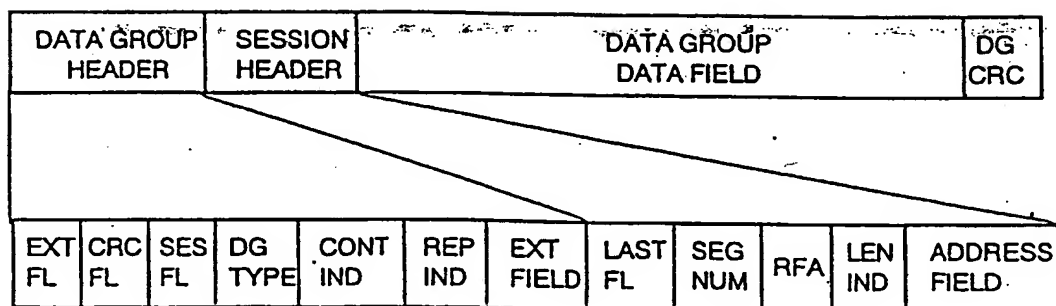 DATA GROUP HEADER
SESSION HEADER
DATA GROUP DATA FIELD
DG CRC
EXT FL
CRC FL
SES FL
DG TYPE
CONT IND
REP IND
EXT FIELD
LAST FL
SEG NUM
RFA
LEN IND
ADDRESS FIELD